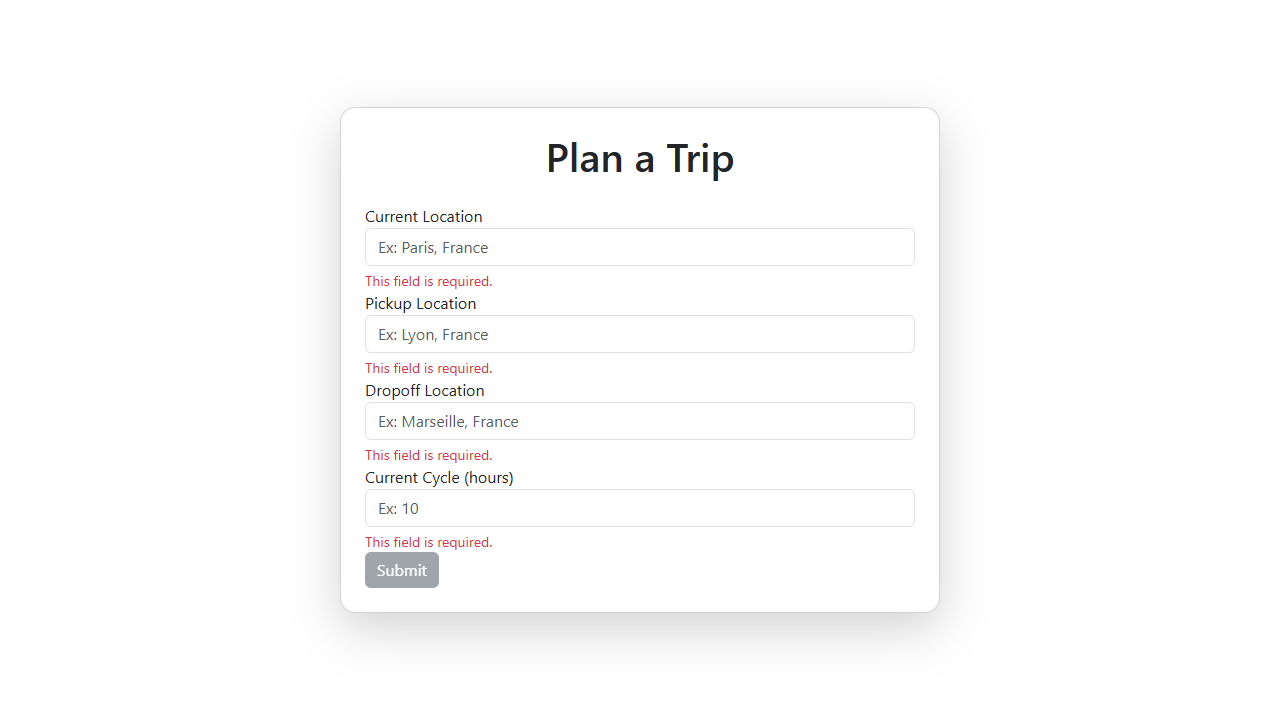 Plan a Trip
Current Location
Ex: Paris, France
This field is required.
Pickup Location
Ex: Lyon, France
This field is required.
Dropoff Location
Ex: Marseille, France
This field is required.
Current Cycle (hours)
Ex: 10
This field is required.
Submit